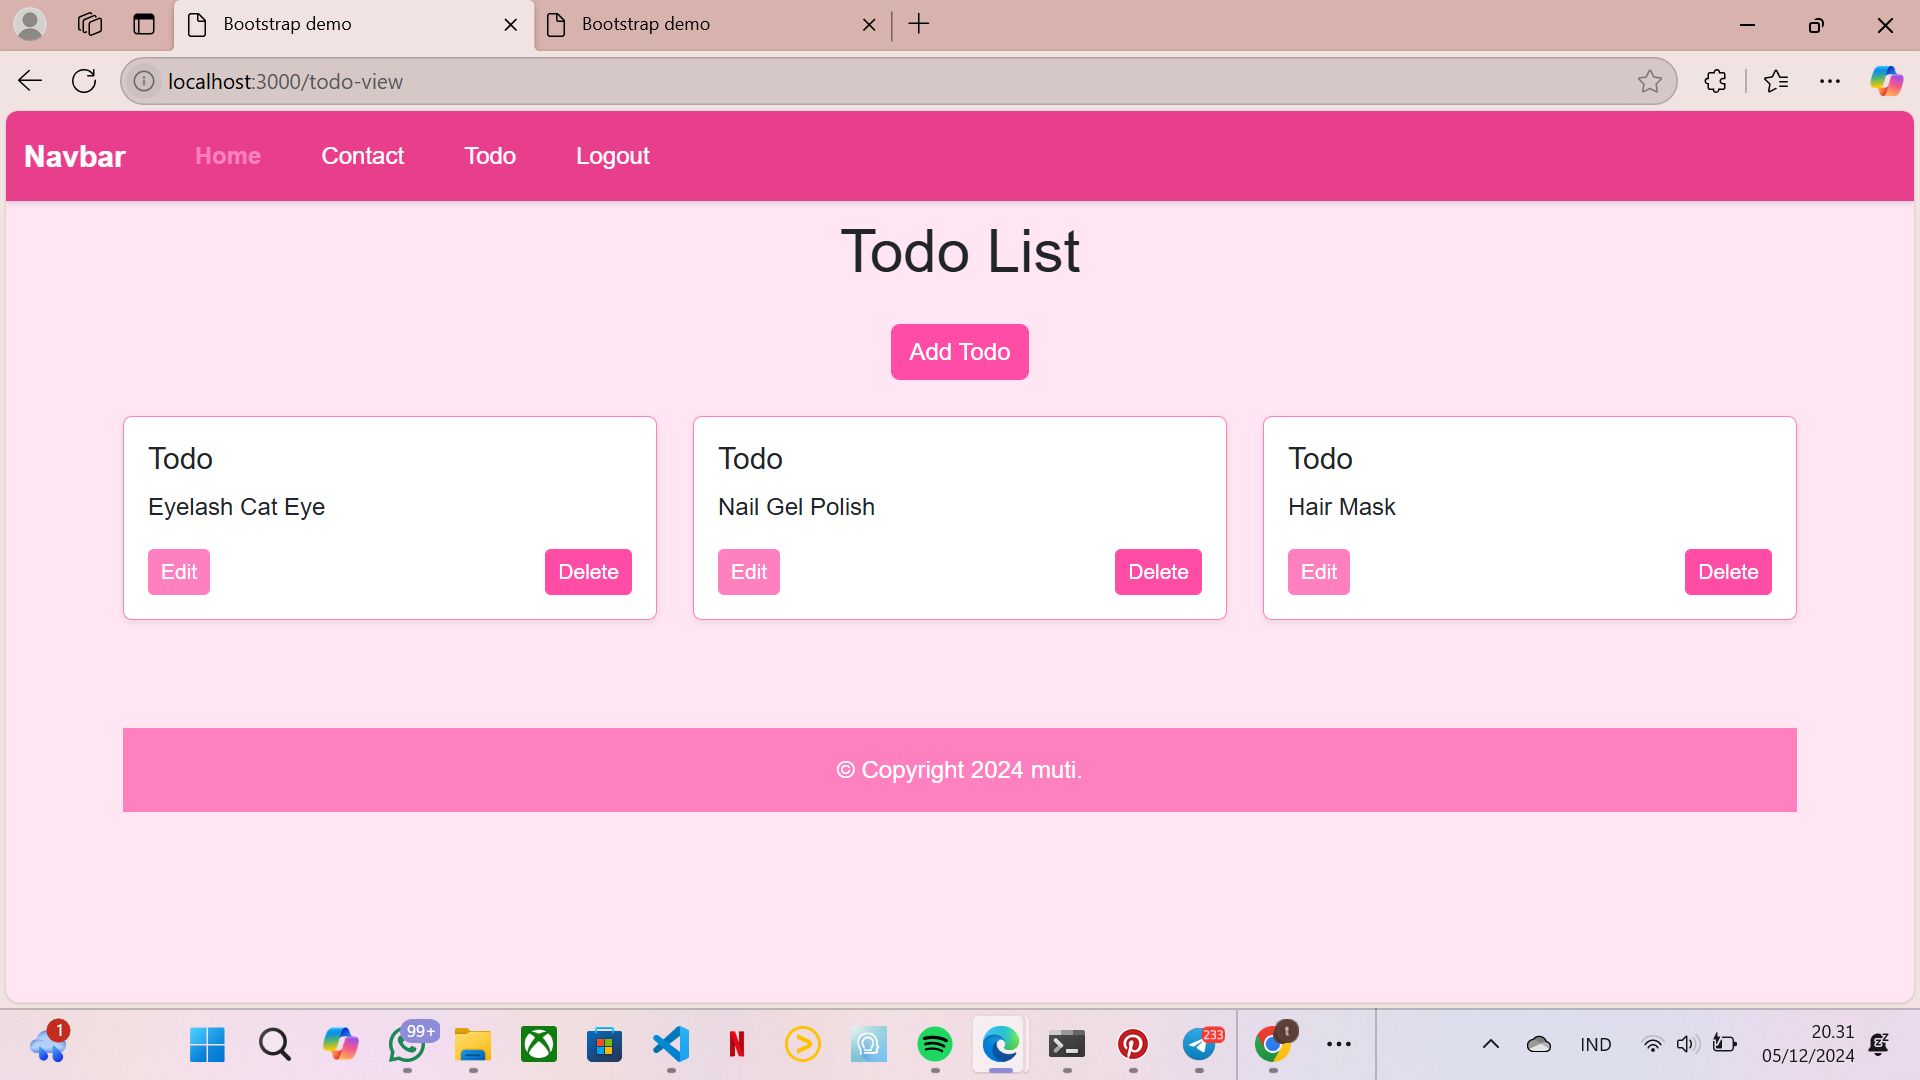 Bootstrap demo
Bootstrap demo
localhost:3000/todo-view
Navbar Home Contact Todo Logout
Todo List
Add Todo
Todo
Eyelash Cat Eye
Edit Delete
Todo
Nail Gel Polish
Edit Delete
Todo
Hair Mask
Edit Delete
© Copyright 2024 muti.
1
99+
N
233
t
IND
20.31
05/12/2024